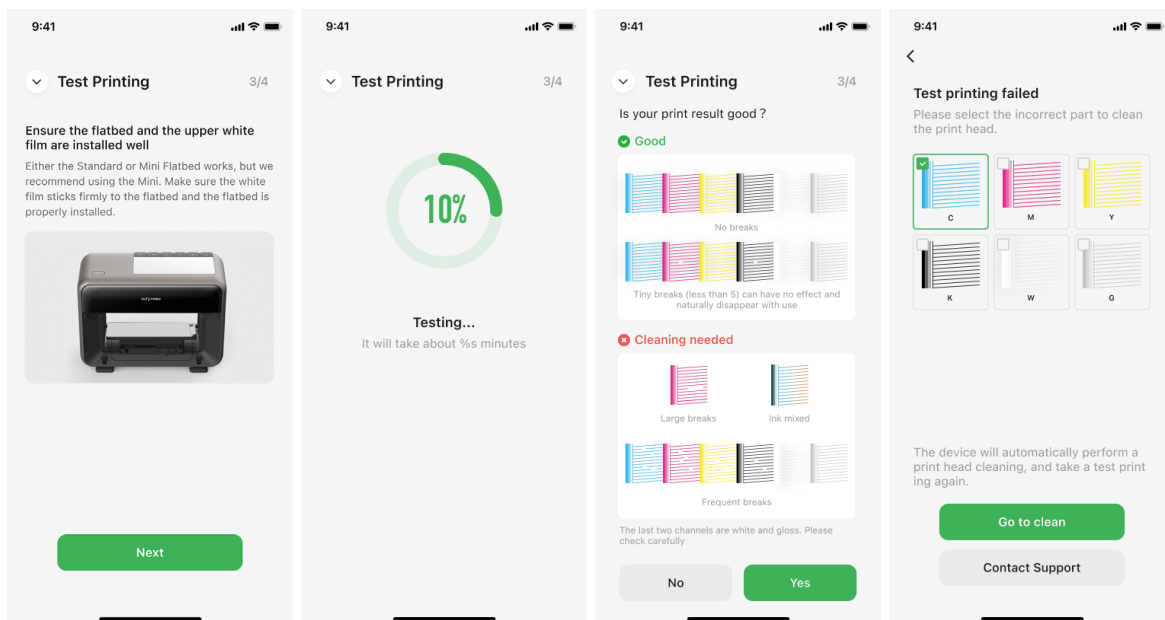 9:41
Test Printing
3/4
Ensure the flatbed and the upper white
film are installed well
Either the Standard or Mini Flatbed works, but we
recommend using the Mini. Make sure the white
film sticks firmly to the flatbed and the flatbed is
properly installed.
eufyMake
Next
9:41
Test Printing
3/4
10%
Testing...
It will take about %s minutes
9:41
Test Printing
3/4
Is your print result good ?
Good
No breaks
Tiny breaks (less than 5) can have no effect and
naturally disappear with use
Cleaning needed
Large breaks
Ink mixed
Frequent breaks
The last two channels are white and gloss. Please
check carefully
No
Yes
9:41
Test printing failed
Please select the incorrect part to clean
the print head.
C
M
Y
K
W
G
The device will automatically perform a
print head cleaning, and take a test print
ing again.
Go to clean
Contact Support